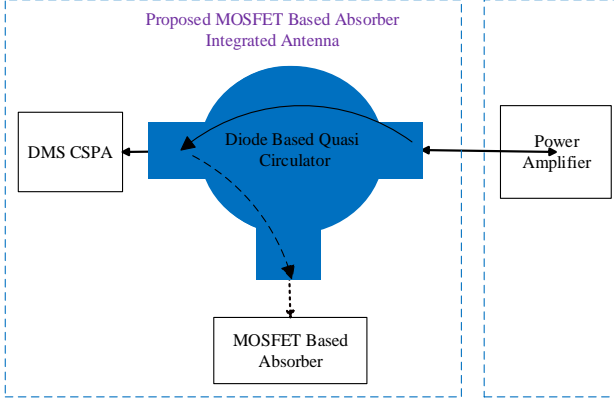 Proposed MOSFET Based Absorber
Integrated Antenna
DMS CSPA
Diode Based Quasi
Circulator
Power
Amplifier
MOSFET Based
Absorber